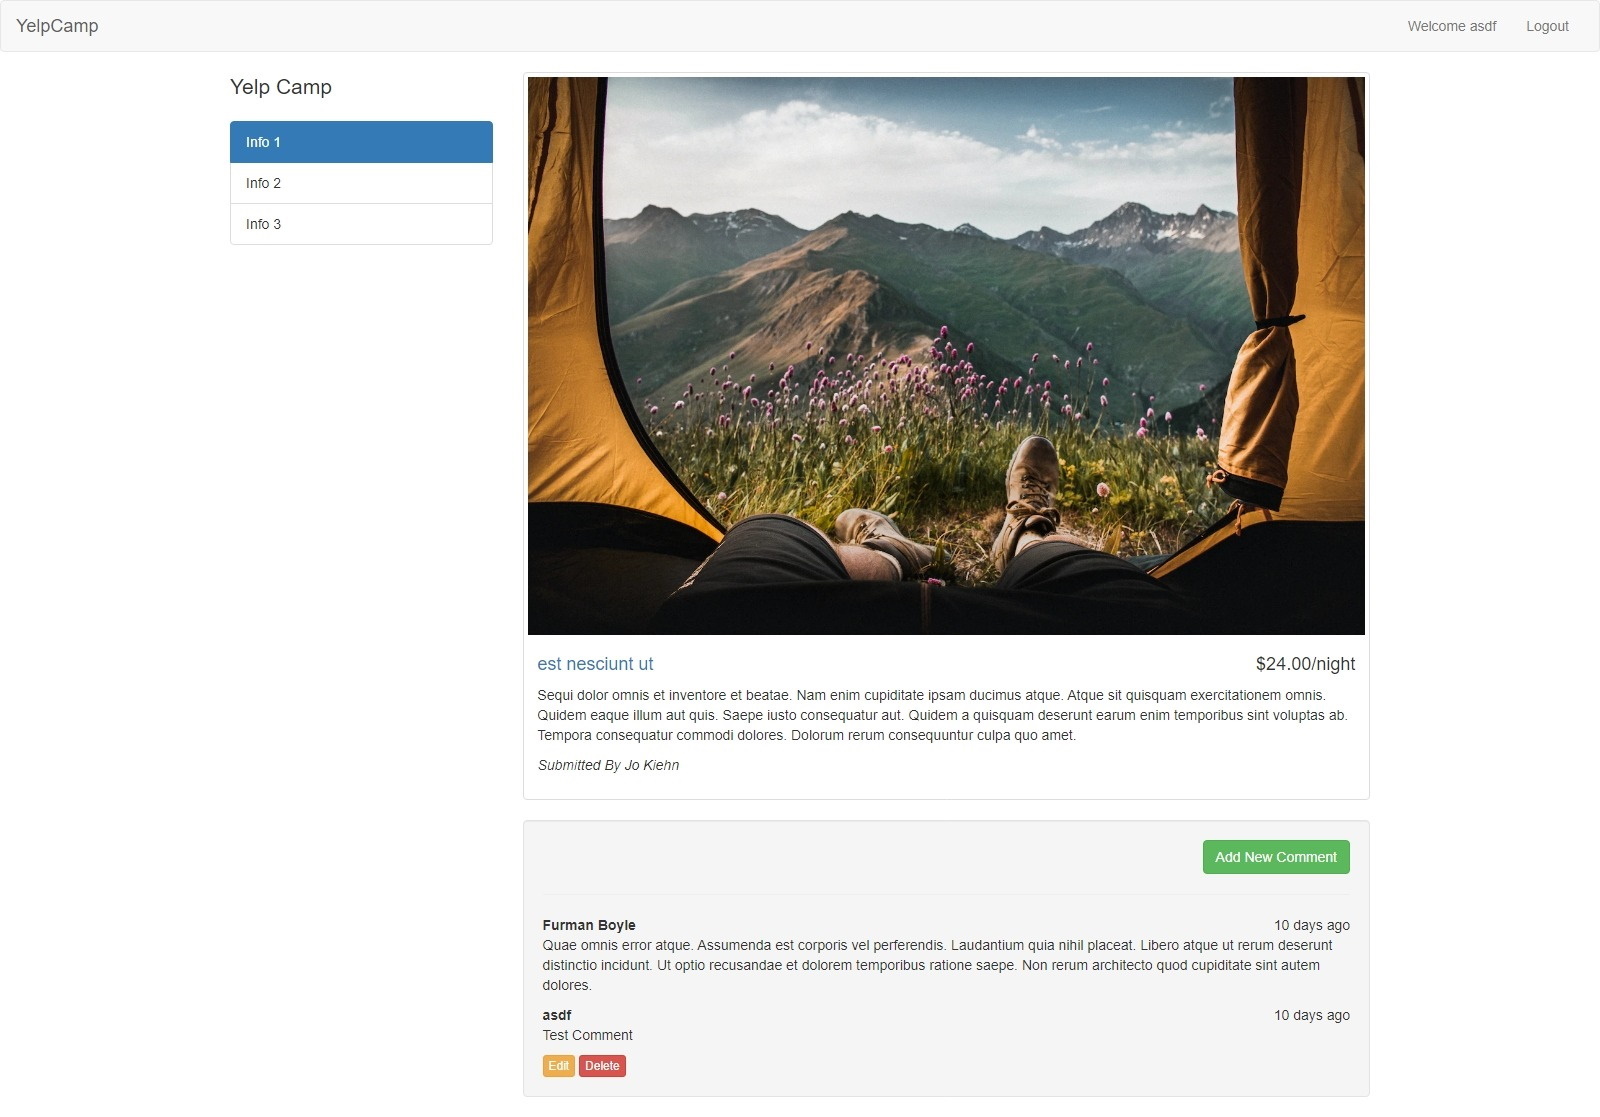 YelpCamp
Welcome asdf
Logout
Yelp Camp
Info 1
Info 2
Info 3
est nesciunt ut
$24.00/night
Sequi dolor omnis et inventore et beatae. Nam enim cupiditate ipsam ducimus atque. Atque sit quisquam exercitationem omnis.
Quidem eaque illum aut quis. Saepe iusto consequatur aut. Quidem a quisquam deserunt earum enim temporibus sint voluptas ab.
Tempora consequatur commodi dolores. Dolorum rerum consequuntur culpa quo amet.
Submitted By Jo Kiehn
Add New Comment
Furman Boyle
10 days ago
Quae omnis error atque. Assumenda est corporis vel perferendis. Laudantium quia nihil placeat. Libero atque ut rerum deserunt
distinctio incidunt. Ut optio recusandae et dolorem temporibus ratione saepe. Non rerum architecto quod cupiditate sint autem
dolores.
asdf
10 days ago
Test Comment
Edit
Delete